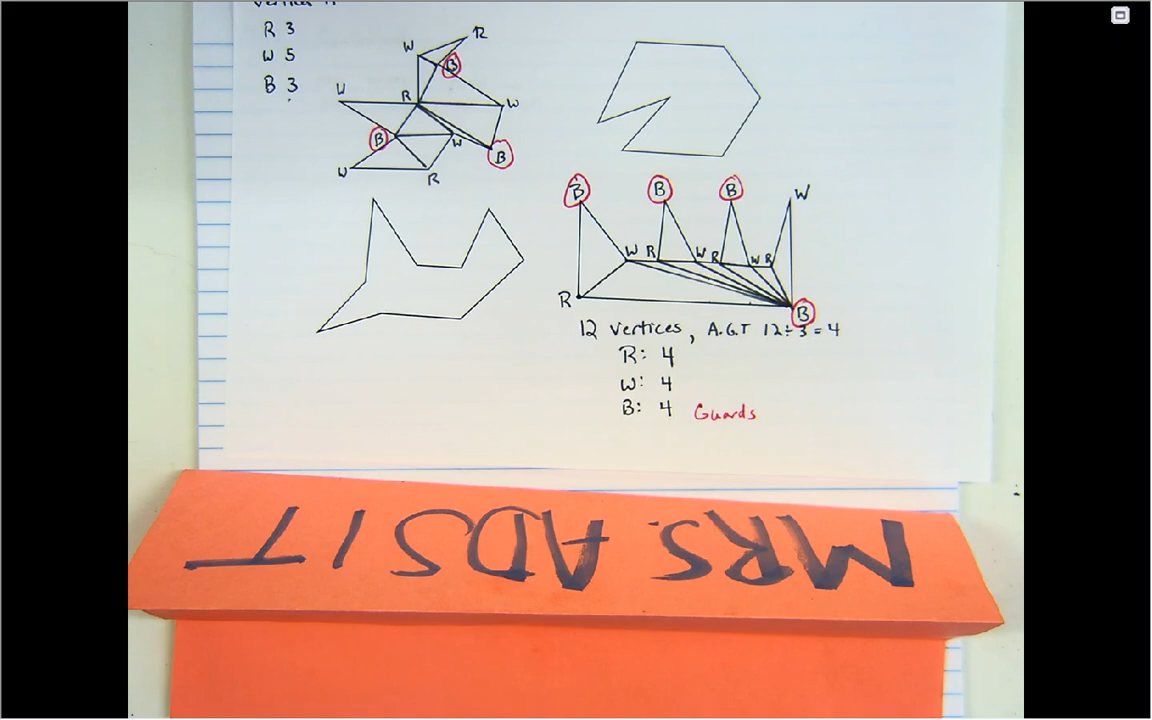 R 3
W 5
B 3
R
W
B
W
R
W
B
W
B
W
R
B
B
B
W
W R W R W R
R
B
12 vertices, A.G.T 12÷3=4
R: 4
W: 4
B: 4 Guards
MRS. ADSIT